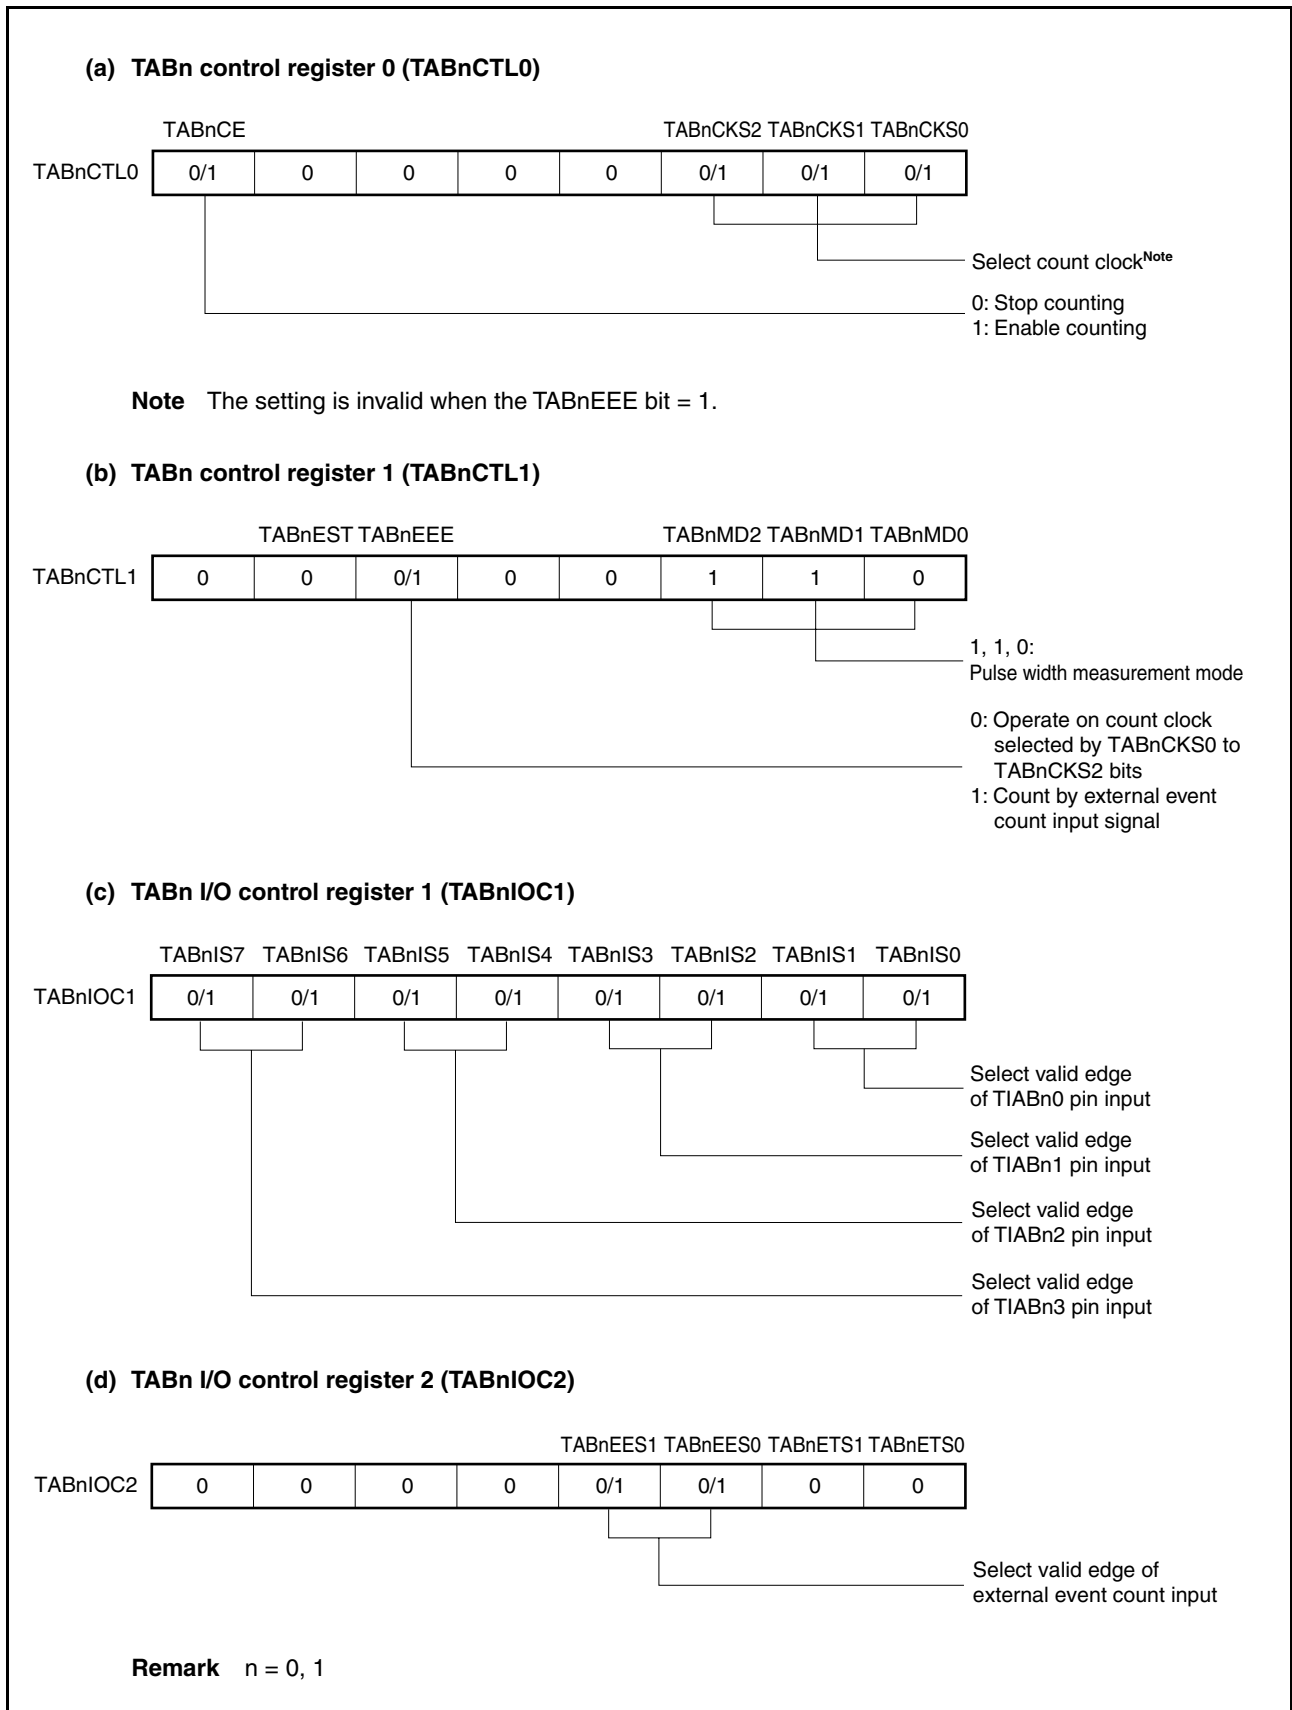 (a) TABn control register 0 (TABnCTL0)
TABnCE TABnCKS2 TABnCKS1 TABnCKS0
TABnCTL0 0/1 0 0 0 0 0/1 0/1 0/1
Select count clockNote
0: Stop counting
1: Enable counting
Note The setting is invalid when the TABnEEE bit = 1.
(b) TABn control register 1 (TABnCTL1)
TABnEST TABnEEE TABnMD2 TABnMD1 TABnMD0
TABnCTL1 0 0 0/1 0 0 1 1 0
1, 1, 0:
Pulse width measurement mode
0: Operate on count clock
selected by TABnCKS0 to
TABnCKS2 bits
1: Count by external event
count input signal
(c) TABn I/O control register 1 (TABnIOC1)
TABnIS7 TABnIS6 TABnIS5 TABnIS4 TABnIS3 TABnIS2 TABnIS1 TABnIS0
TABnIOC1 0/1 0/1 0/1 0/1 0/1 0/1 0/1 0/1
Select valid edge
of TIABn0 pin input
Select valid edge
of TIABn1 pin input
Select valid edge
of TIABn2 pin input
Select valid edge
of TIABn3 pin input
(d) TABn I/O control register 2 (TABnIOC2)
TABnEES1 TABnEES0 TABnETS1 TABnETS0
TABnIOC2 0 0 0 0 0/1 0/1 0 0
Select valid edge of
external event count input
Remark n = 0, 1